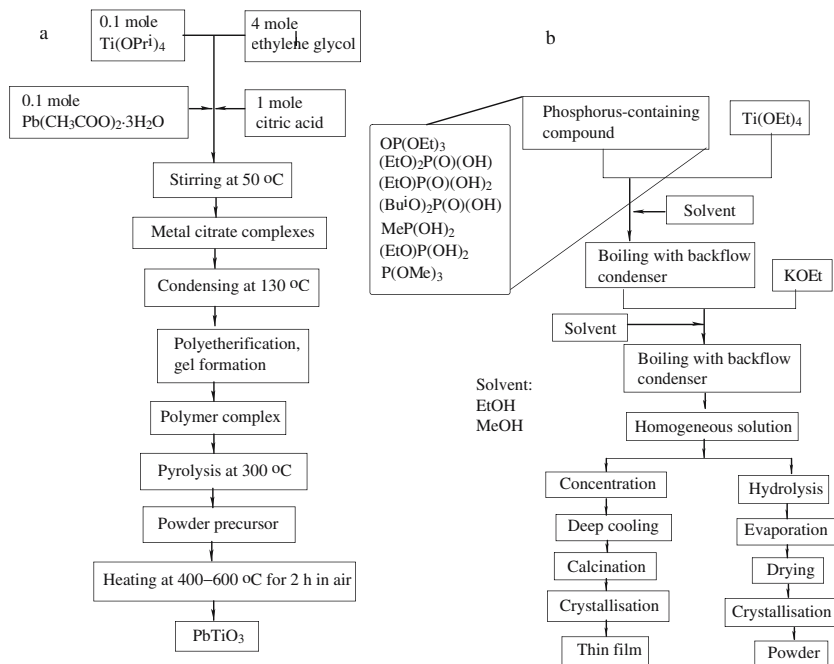 a
0.1 mole
Ti(OPrⁱ)₄
4 mole
ethylene glycol
0.1 mole
Pb(CH₃COO)₂·3H₂O
1 mole
citric acid
Stirring at 50 °C
Metal citrate complexes
Condensing at 130 °C
Polyetherification,
gel formation
Polymer complex
Pyrolysis at 300 °C
Powder precursor
Heating at 400–600 °C for 2 h in air
PbTiO₃
b
Phosphorus-containing
compound
Ti(OEt)₄
OP(OEt)₃
(EtO)₂P(O)(OH)
(EtO)P(O)(OH)₂
(BuⁱO)₂P(O)(OH)
MeP(OH)₂
(EtO)P(OH)₂
P(OMe)₃
Solvent
Boiling with backflow
condenser
KOEt
Solvent
Boiling with backflow
condenser
Solvent:
EtOH
MeOH
Homogeneous solution
Concentration
Deep cooling
Calcination
Crystallisation
Thin film
Hydrolysis
Evaporation
Drying
Crystallisation
Powder